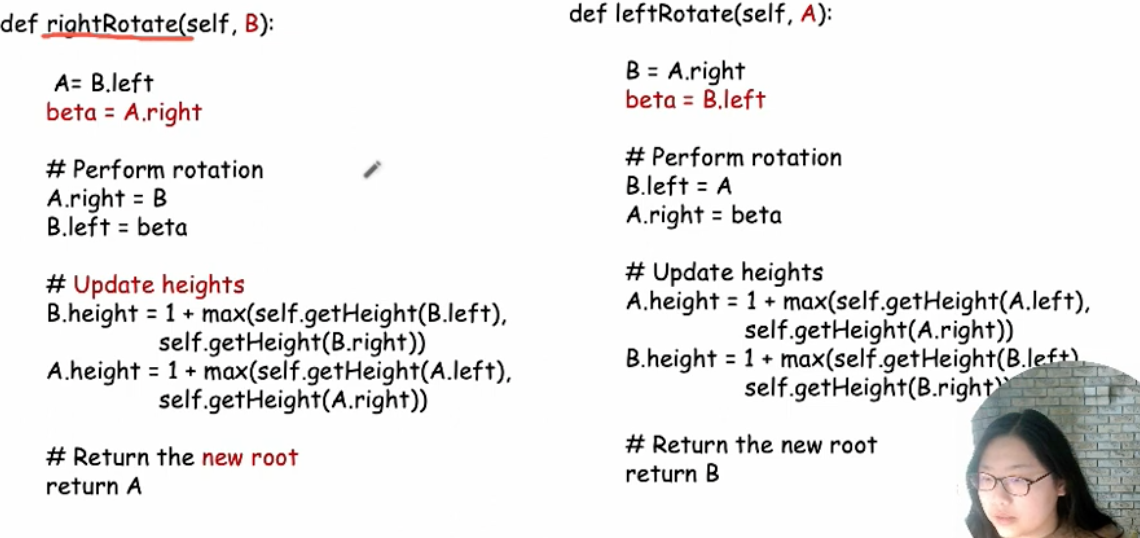 def rightRotate(self, B):
A= B.left
beta = A.right
# Perform rotation
A.right = B
B.left = beta
# Update heights
B.height = 1 + max(self.getHeight(B.left),
self.getHeight(B.right))
A.height = 1 + max(self.getHeight(A.left),
self.getHeight(A.right))
# Return the new root
return A
def leftRotate(self, A):
B = A.right
beta = B.left
# Perform rotation
B.left = A
A.right = beta
# Update heights
A.height = 1 + max(self.getHeight(A.left),
self.getHeight(A.right))
B.height = 1 + max(self.getHeight(B.left),
self.getHeight(B.right))
# Return the new root
return B